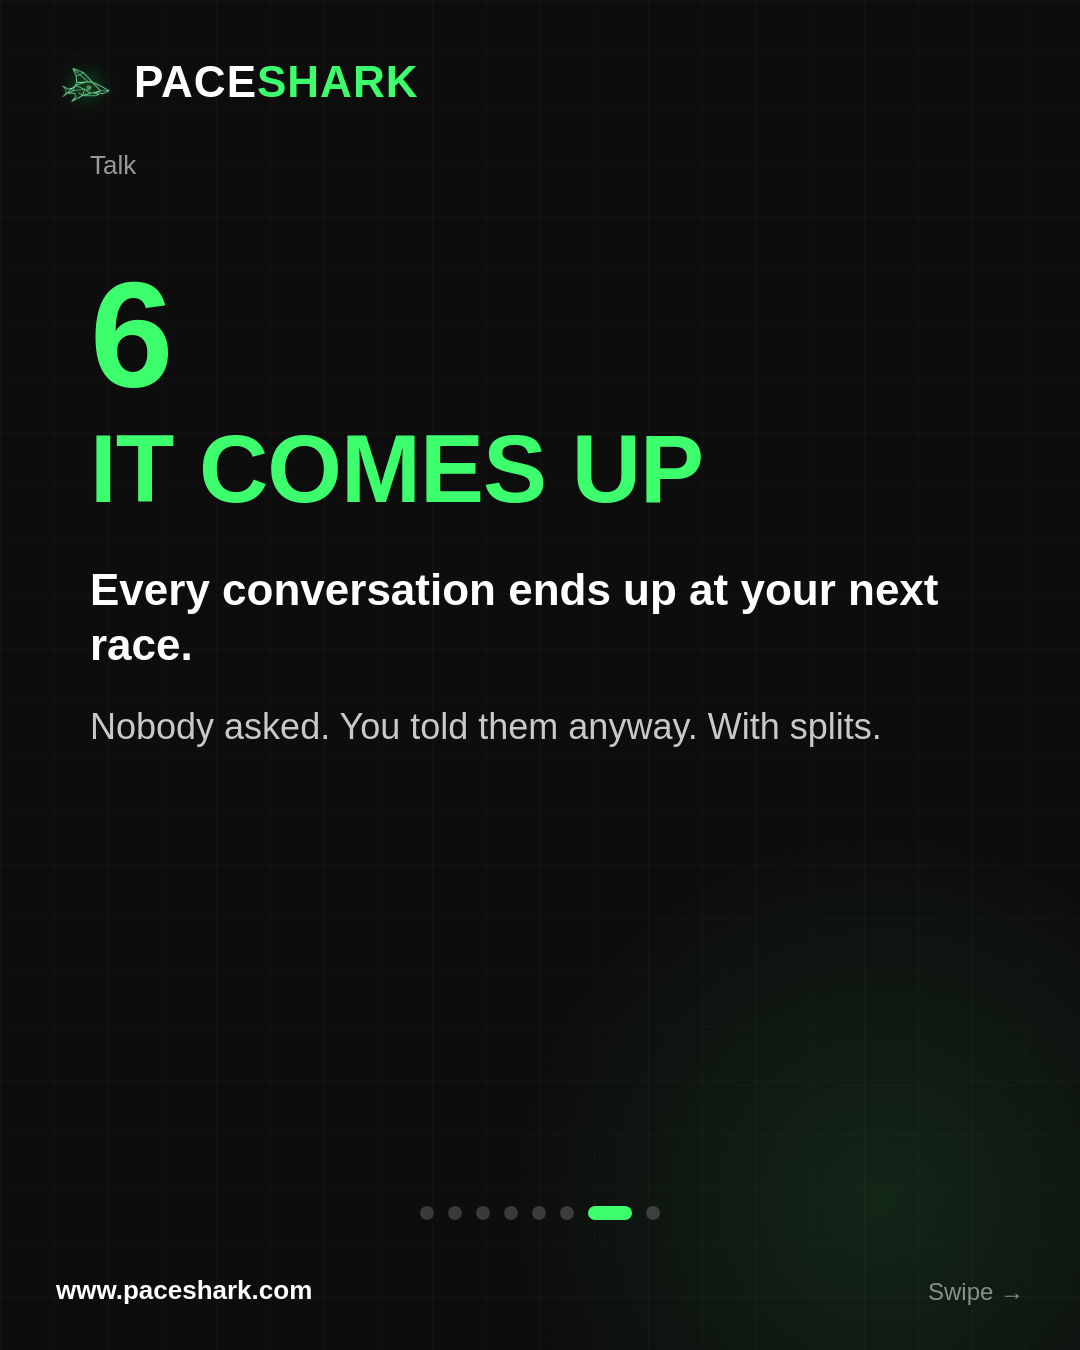 PACESHARK
Talk
6
IT COMES UP
Every conversation ends up at your next
race.
Nobody asked. You told them anyway. With splits.
www.paceshark.com
Swipe →